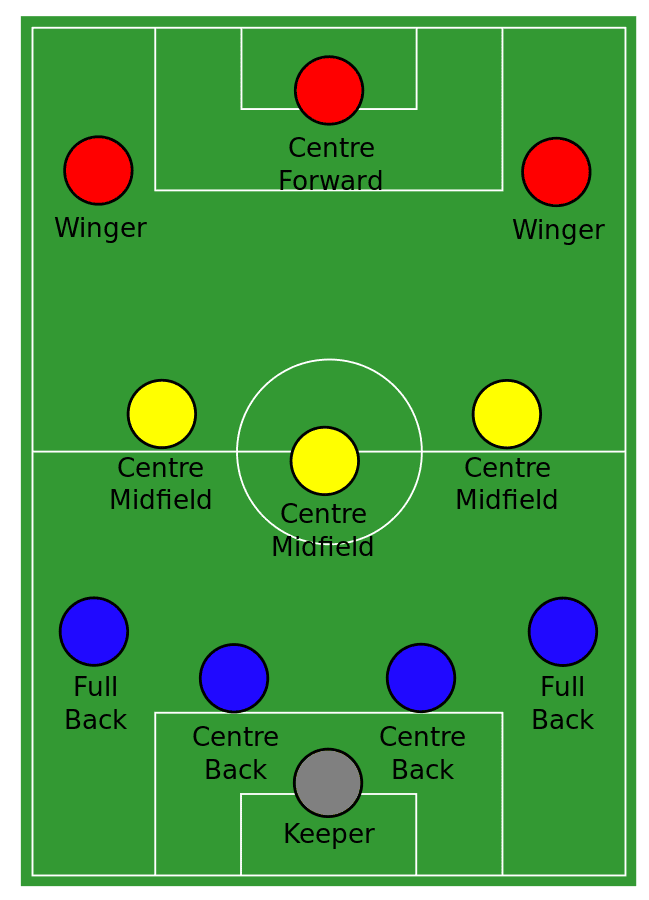 Centre
Forward
Winger
Winger
Centre
Midfield
Centre
Midfield
Centre
Midfield
Full
Back
Centre
Back
Centre
Back
Full
Back
Keeper